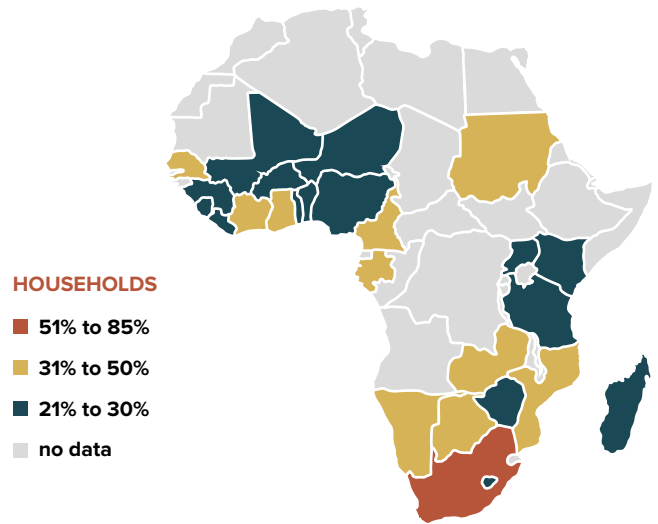 HOUSEHOLDS
51% to 85%
31% to 50%
21% to 30%
no data